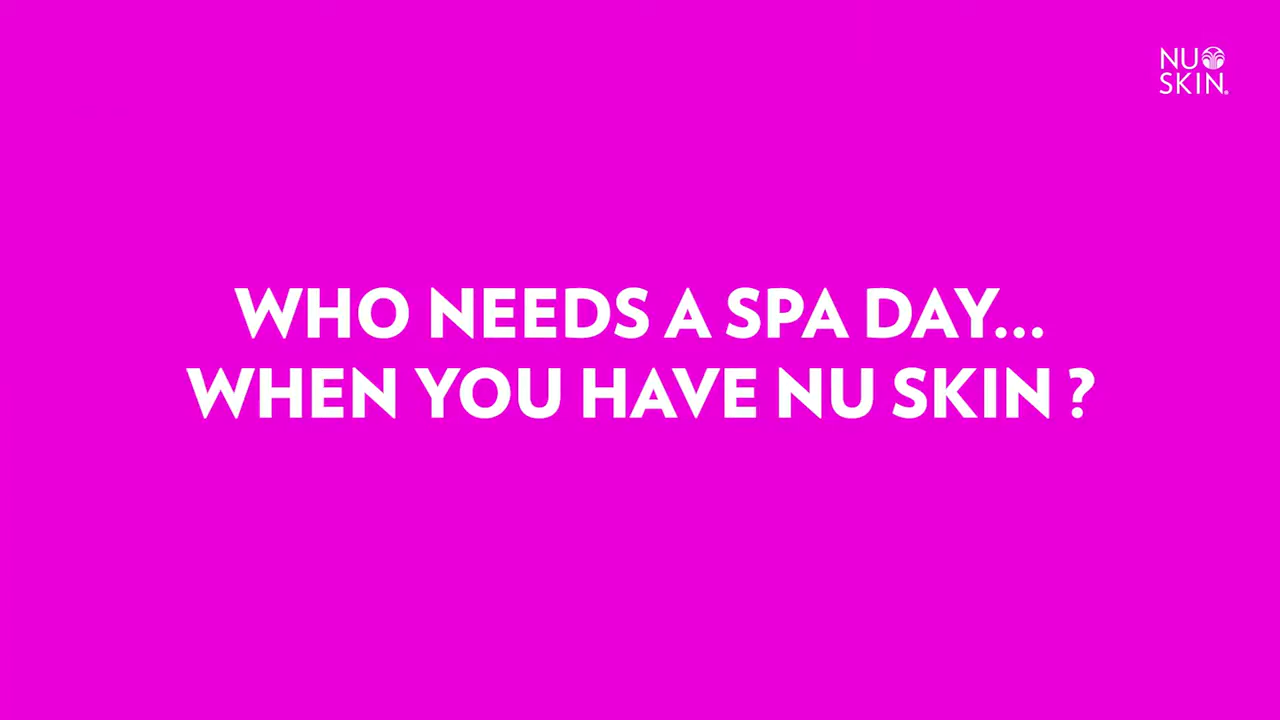 NU
SKIN®
WHO NEEDS A SPA DAY...
WHEN YOU HAVE NU SKIN ?